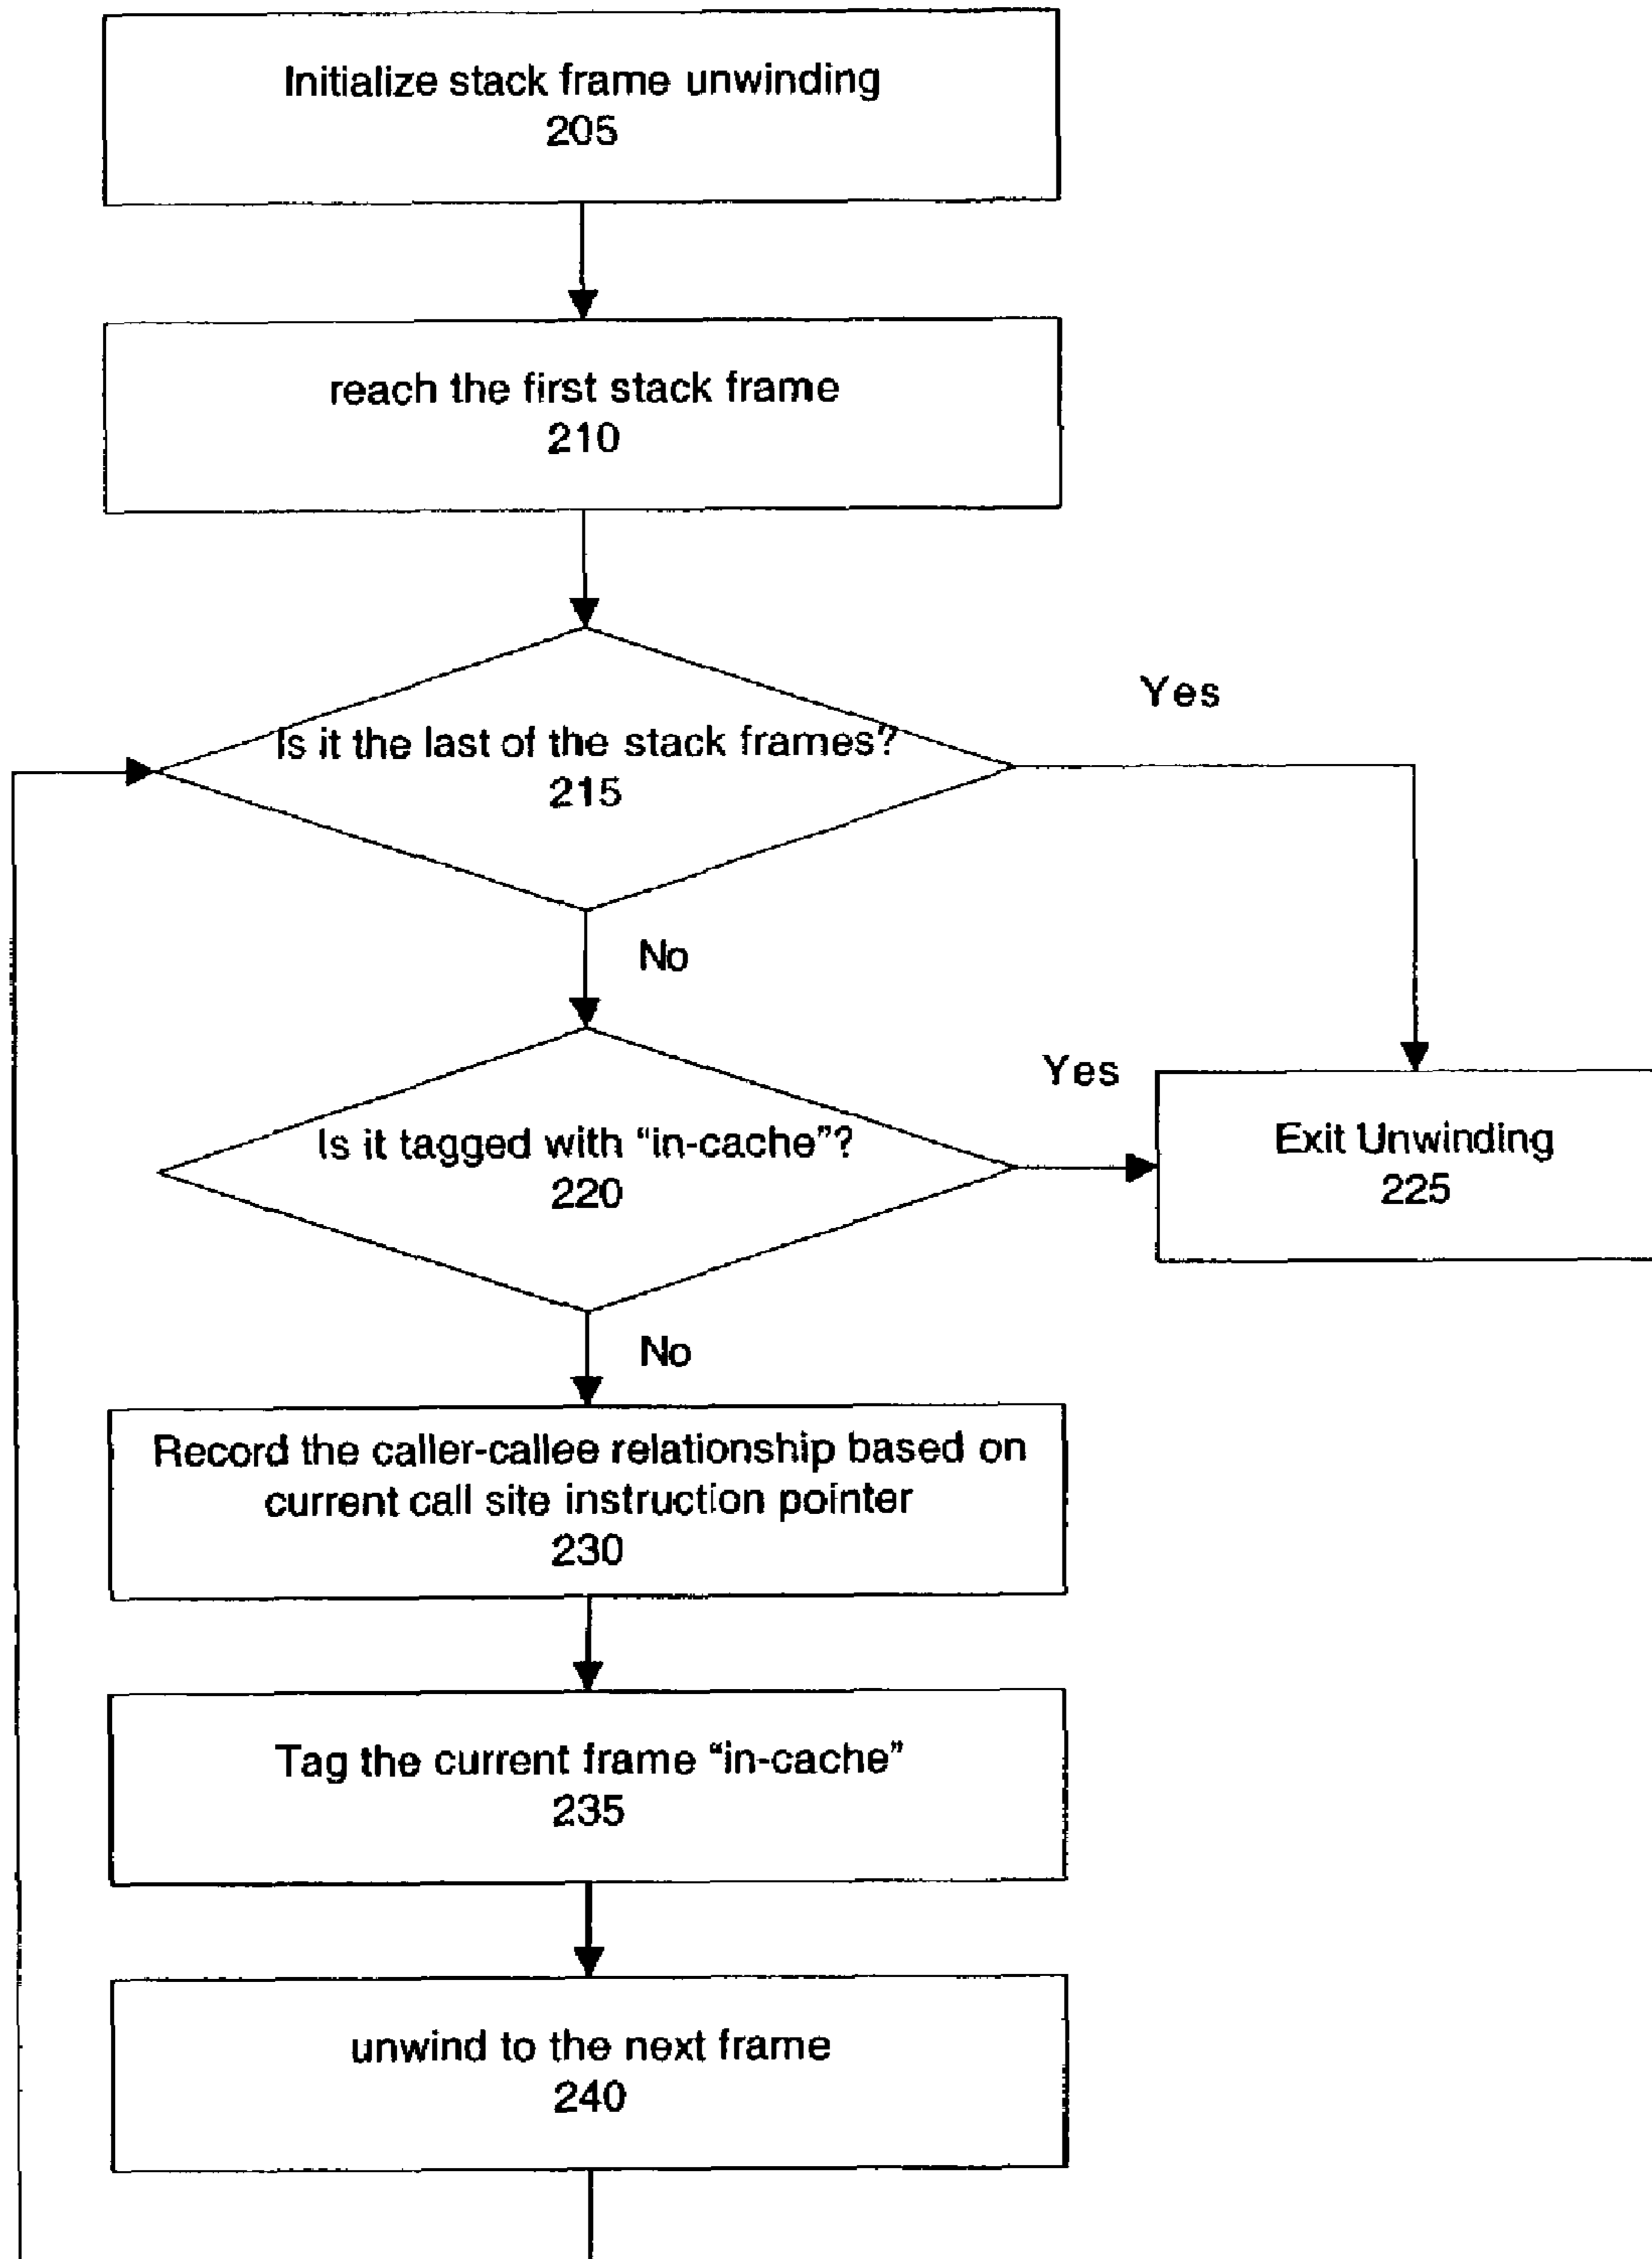 Initialize stack frame unwinding
205
reach the first stack frame
210
Is it the last of the stack frames?
215
Yes
No
Is it tagged with “in-cache”?
220
Yes
Exit Unwinding
225
No
Record the caller-callee relationship based on
current call site instruction pointer
230
Tag the current frame “in-cache”
235
unwind to the next frame
240